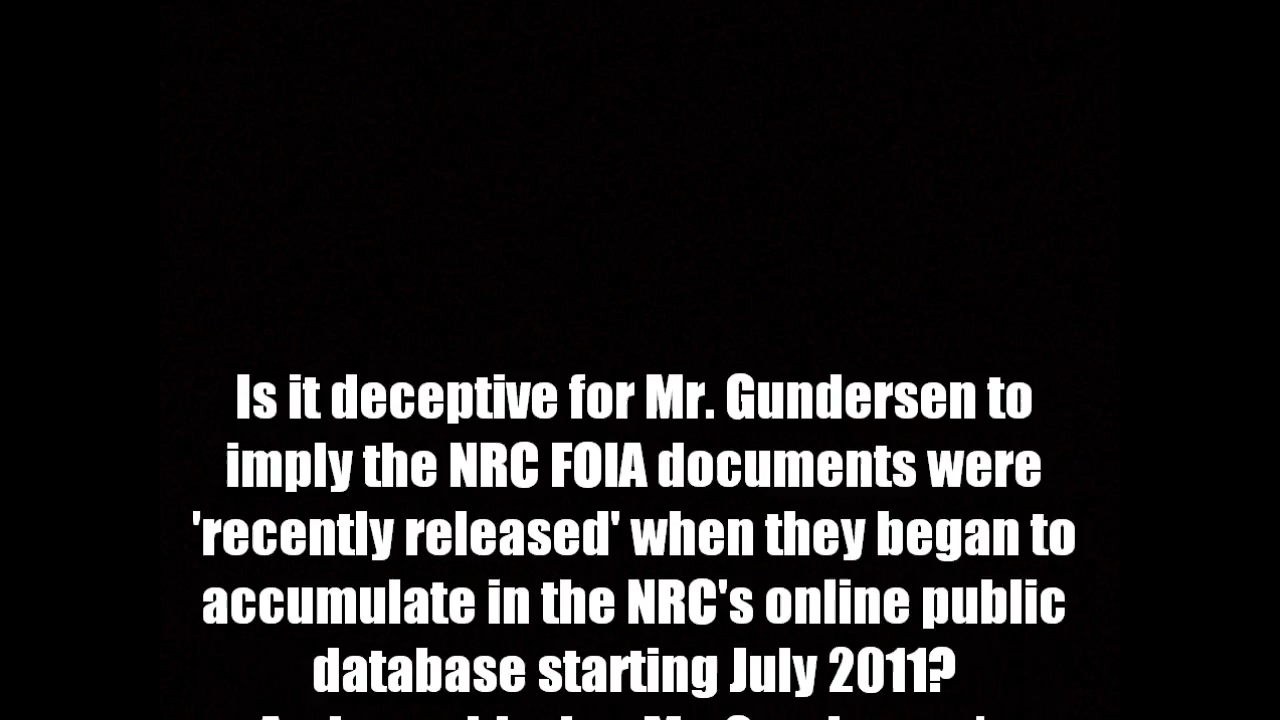 Is it deceptive for Mr. Gundersen to
imply the NRC FOIA documents were
'recently released' when they began to
accumulate in the NRC's online public
database starting July 2011?